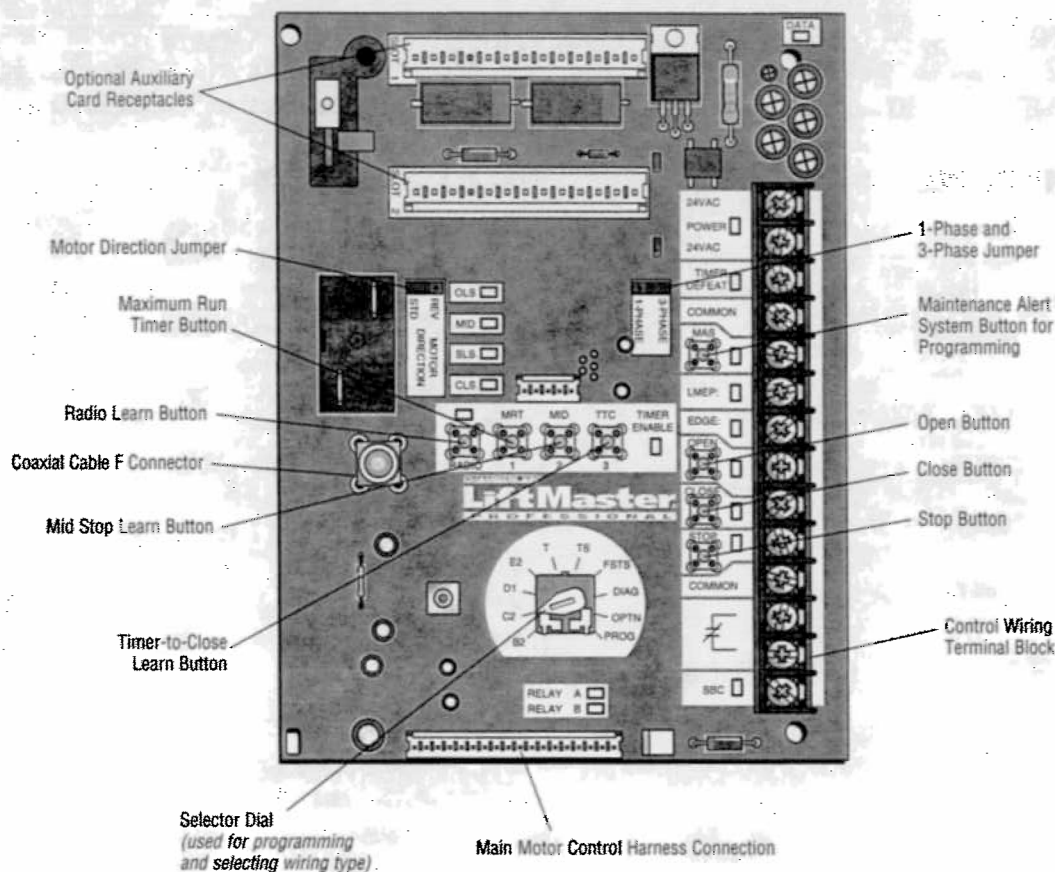 DATA
SLOT 1
Optional Auxiliary
Card Receptacles
SLOT 2
24VAC
POWER
24VAC
1-Phase and
3-Phase Jumper
Motor Direction Jumper
TIMER
DEFEAT
OLS
REV
STD
MOTOR
DIRECTION
3-PHASE
1-PHASE
COMMON
Maximum Run
Timer Button
MID
MAS
Maintenance Alert
System Button for
Programming
SLS
CLS
LMEP:
Radio Learn Button
MRT
MID
TTC
TIMER
ENABLE
EDGE:
OPEN
Open Button
RADIO
1
2
3
Coaxial Cable F Connector
LiftMaster
PROFESSIONAL
CLOSE
Close Button
Mid Stop Learn Button
STOP
Stop Button
T
TS
E2
FSTS
D1
DIAG
COMMON
C2
OPTN
B2
PROG
Timer-to-Close
Learn Button
Control Wiring
Terminal Block
SBC
RELAY A
RELAY B
Selector Dial
(used for programming
and selecting wiring type)
Main Motor Control Harness Connection